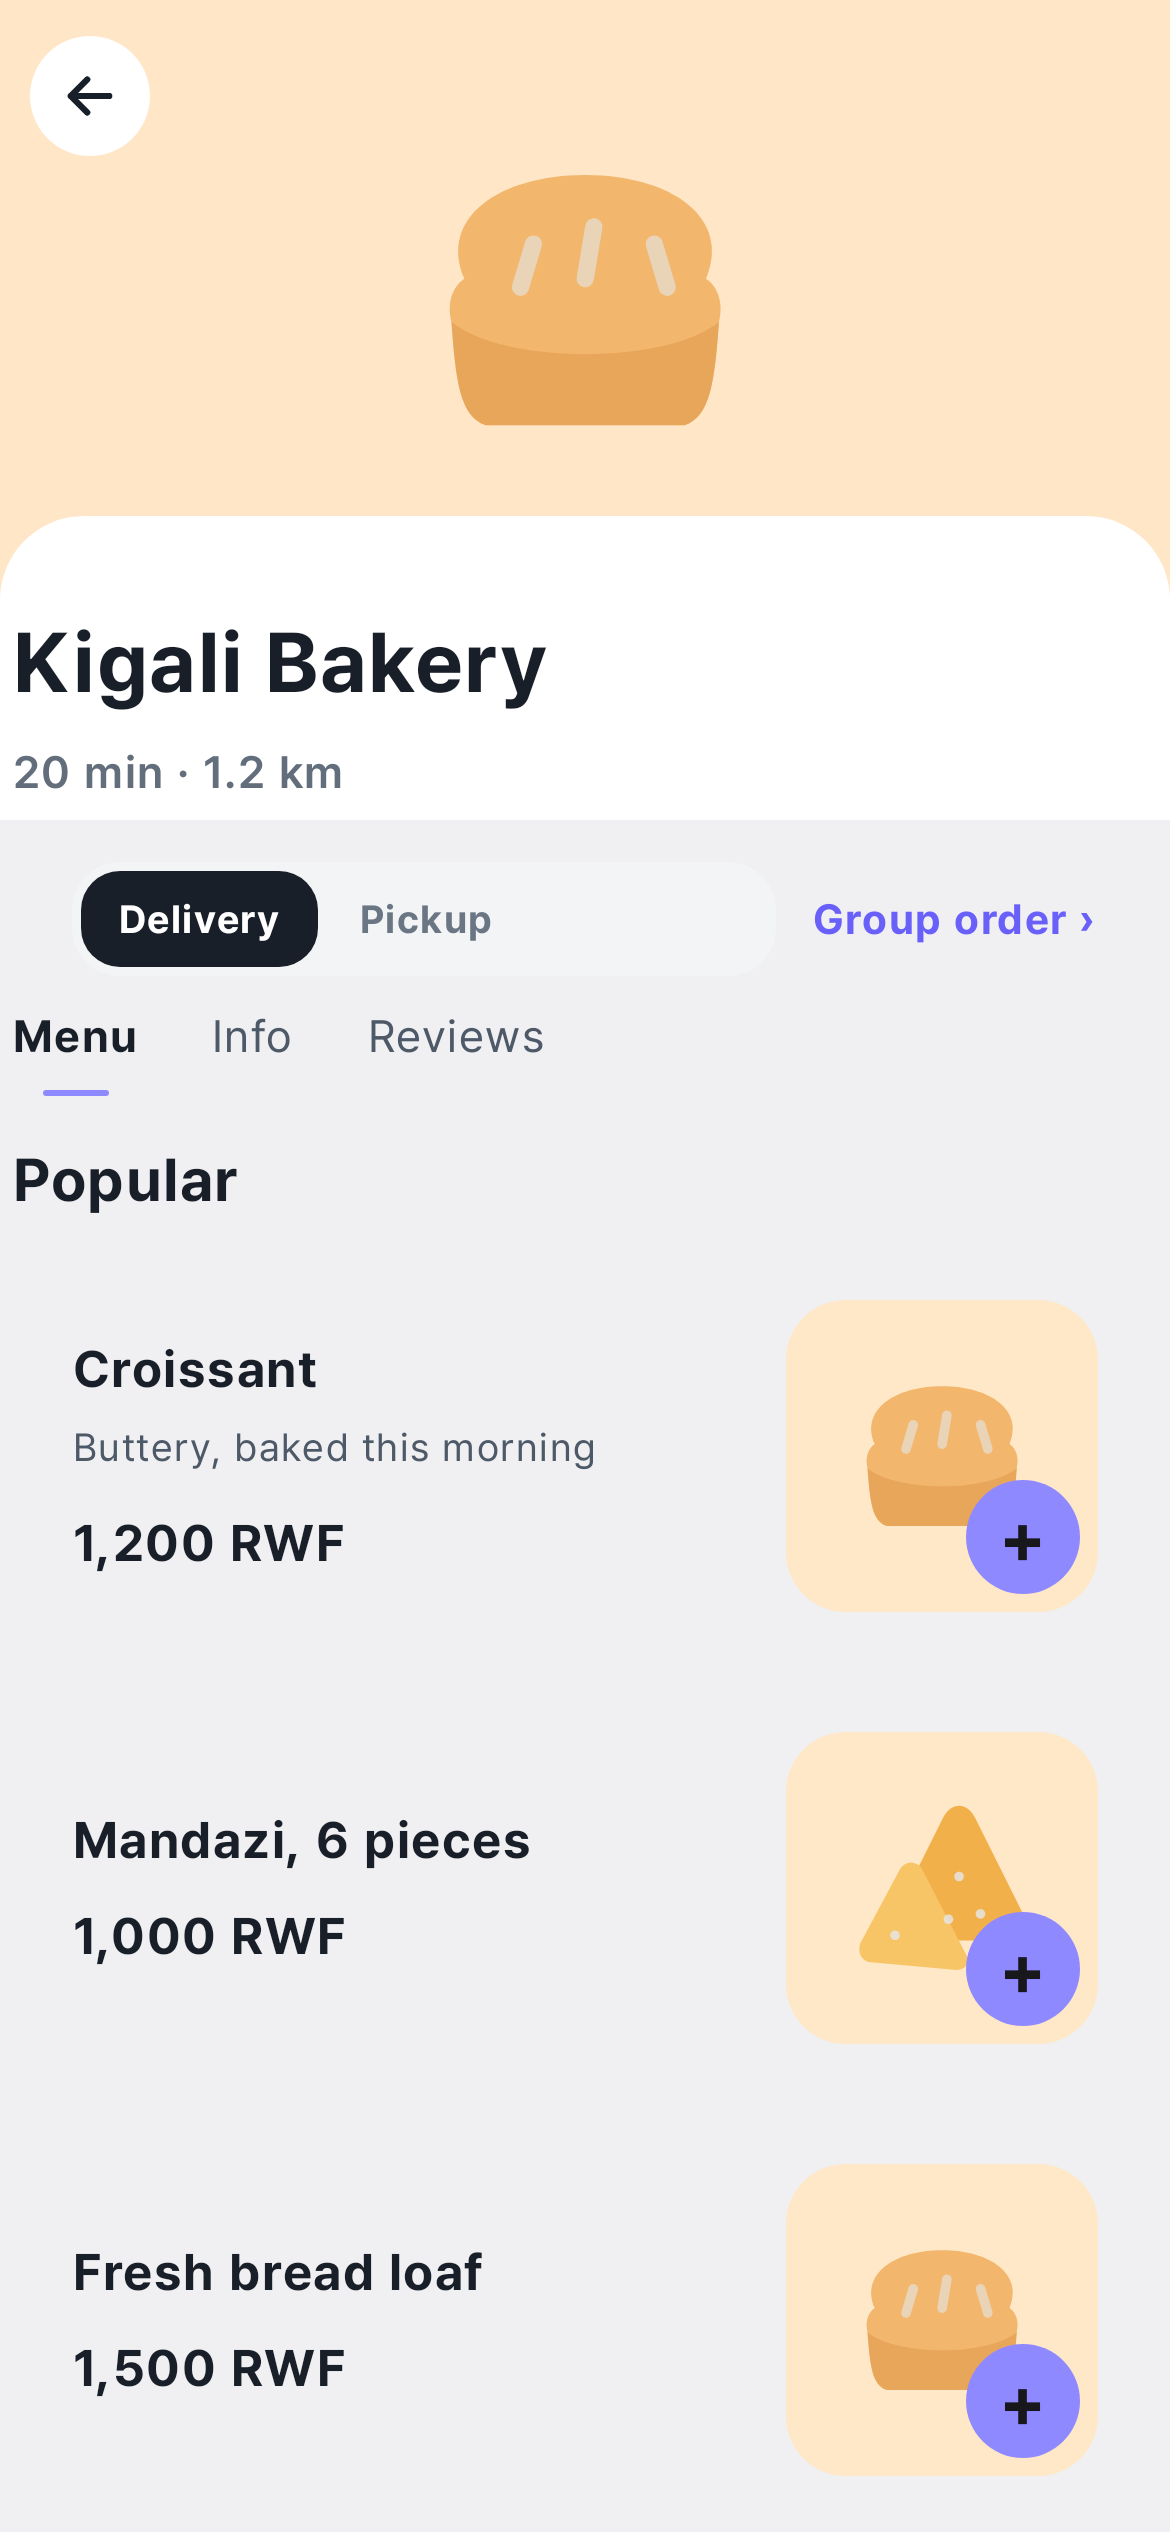 Kigali Bakery
20 min · 1.2 km
Delivery Pickup Group order ›
Menu Info Reviews
Popular
Croissant
Buttery, baked this morning
1,200 RWF
+
Mandazi, 6 pieces
1,000 RWF
+
Fresh bread loaf
1,500 RWF
+